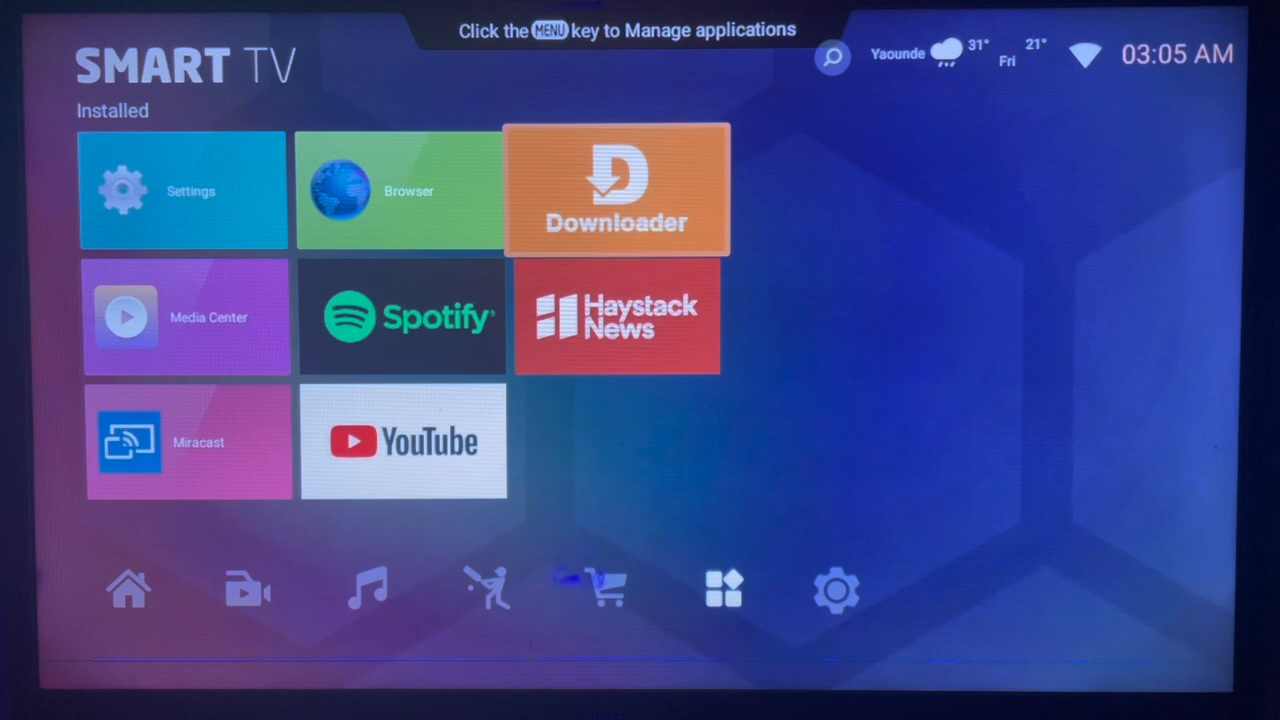 Click the MENU key to Manage applications
SMART TV
Yaounde 31° Fri 21° 03:05 AM
Installed
Settings
Browser
Downloader
Media Center
Spotify
Haystack
News
Miracast
YouTube